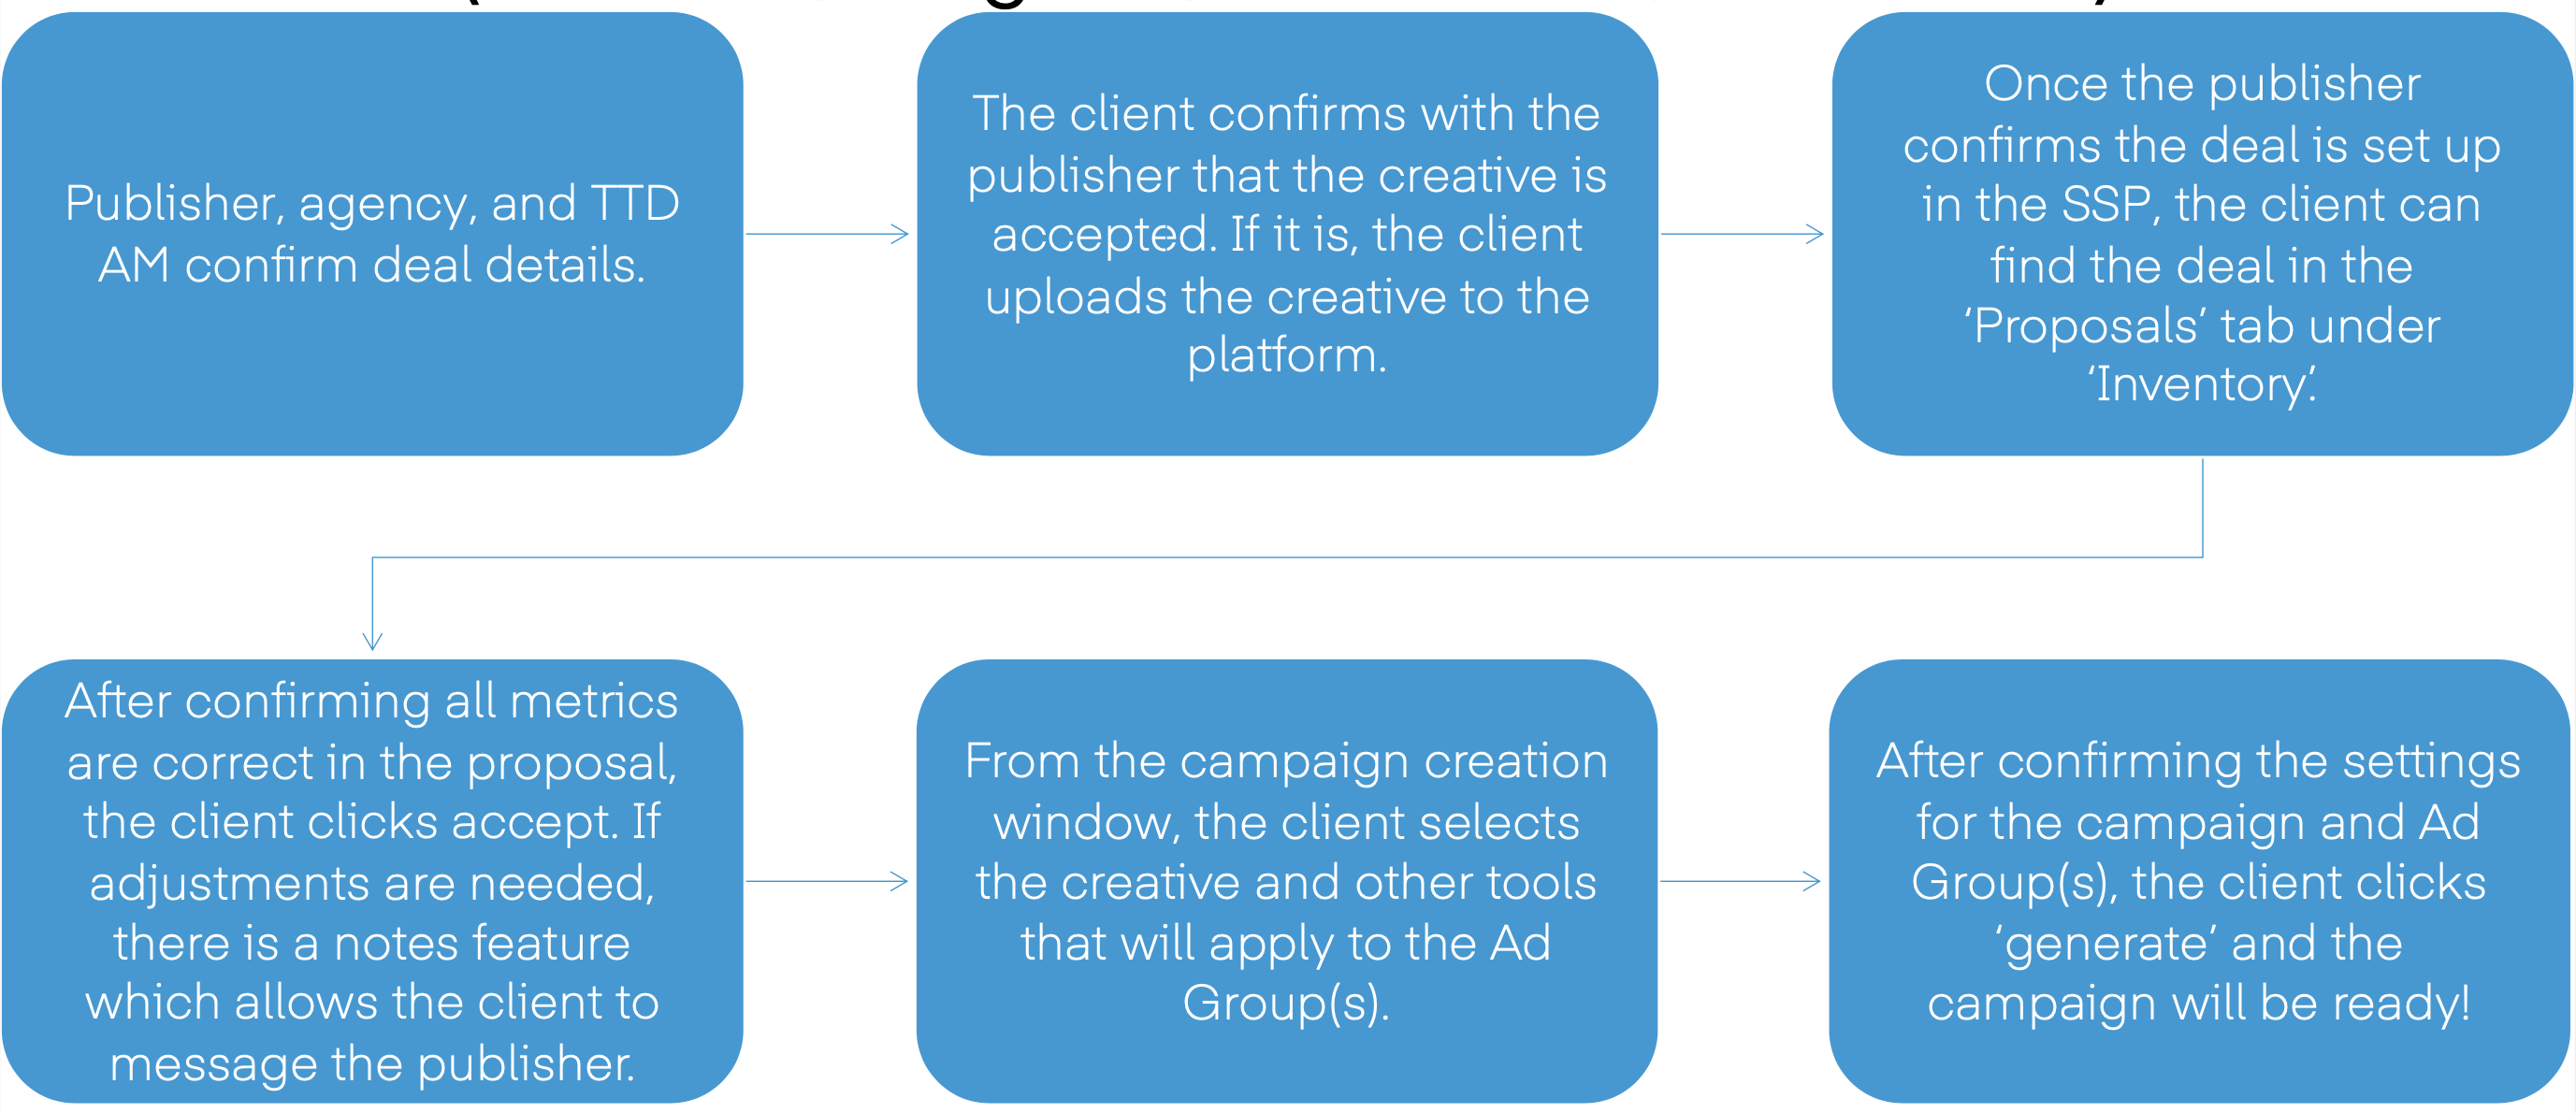 Publisher, agency, and TTD
AM confirm deal details.
The client confirms with the
publisher that the creative is
accepted. If it is, the client
uploads the creative to the
platform.
Once the publisher
confirms the deal is set up
in the SSP, the client can
find the deal in the
‘Proposals’ tab under
‘Inventory’.
After confirming all metrics
are correct in the proposal,
the client clicks accept. If
adjustments are needed,
there is a notes feature
which allows the client to
message the publisher.
From the campaign creation
window, the client selects
the creative and other tools
that will apply to the Ad
Group(s).
After confirming the settings
for the campaign and Ad
Group(s), the client clicks
‘generate’ and the
campaign will be ready!